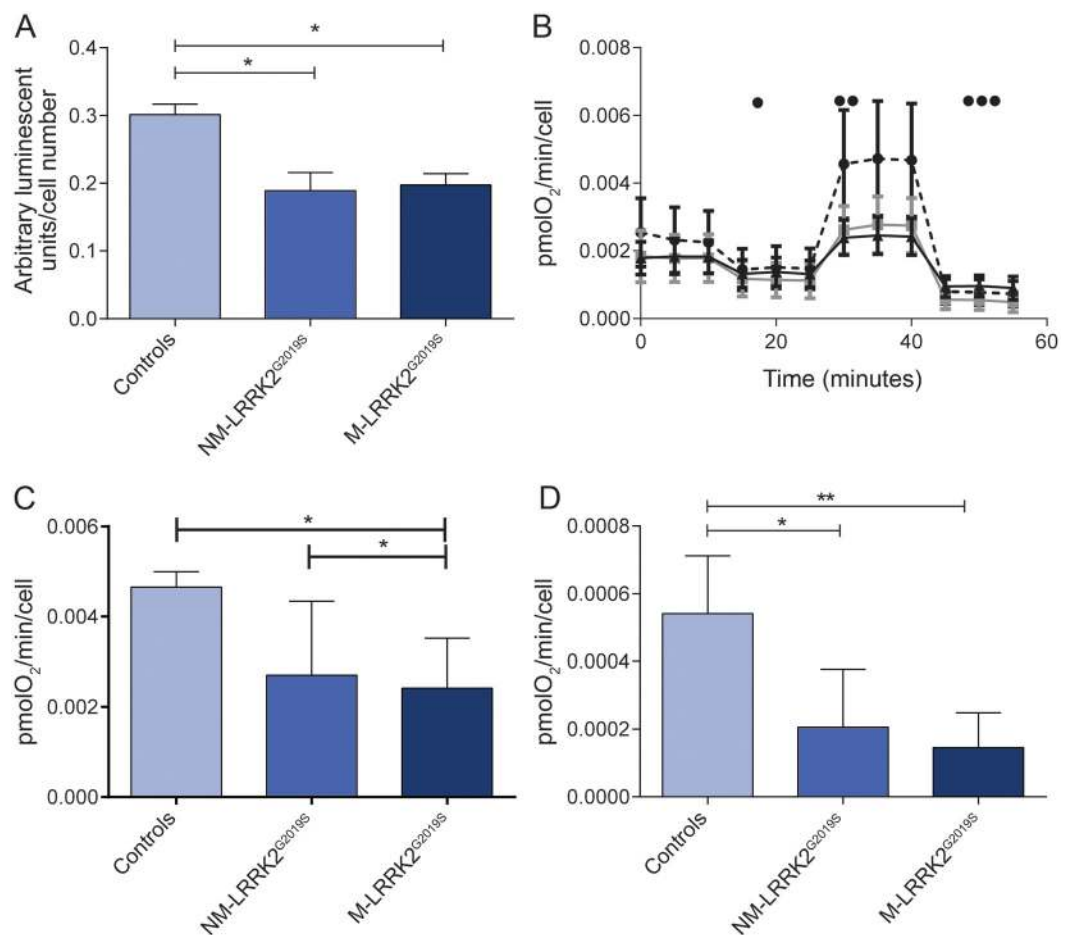 A
*
*
0.4
0.3
0.2
0.1
0.0
Arbitrary luminescent
units/cell number
Controls
NM-LRRK2G2019S
M-LRRK2G2019S
B
0.008
0.006
0.004
0.002
0.000
pmolO2/min/cell
0
20
40
60
Time (minutes)
C
*
*
0.006
0.004
0.002
0.000
pmolO2/min/cell
Controls
NM-LRRK2G2019S
M-LRRK2G2019S
D
**
*
0.0008
0.0006
0.0004
0.0002
0.0000
pmolO2/min/cell
Controls
NM-LRRK2G2019S
M-LRRK2G2019S